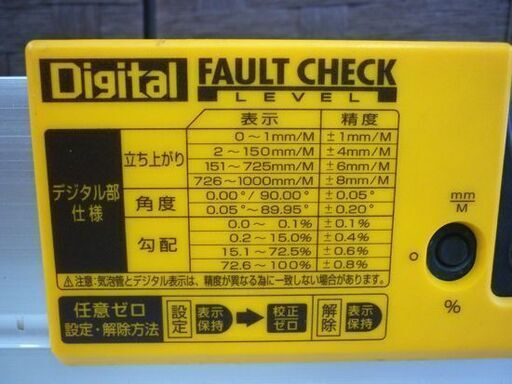 Digital FAULT CHECK
LEVEL
表示 精度
デジタル部
仕様
立ち上がり
0～1mm/M ±1mm/M
2～150mm/M ±4mm/M
151～725mm/M ±6mm/M
726～1000mm/M ±8mm/M
角度
0.00°/ 90.00° ±0.05°
0.05°～89.95° ±0.20°
勾配
0.0～ 0.1% ±0.1%
0.2～15.0% ±0.4%
15.1～72.5% ±0.6%
72.6～100% ±0.8%
⚠注意:気泡管とデジタル表示は、精度が異なる為に一致しない場合があります。
任意ゼロ
設定・解除方法
設定 表示保持 → 校正ゼロ 解除 表示保持
mm/M
°
%